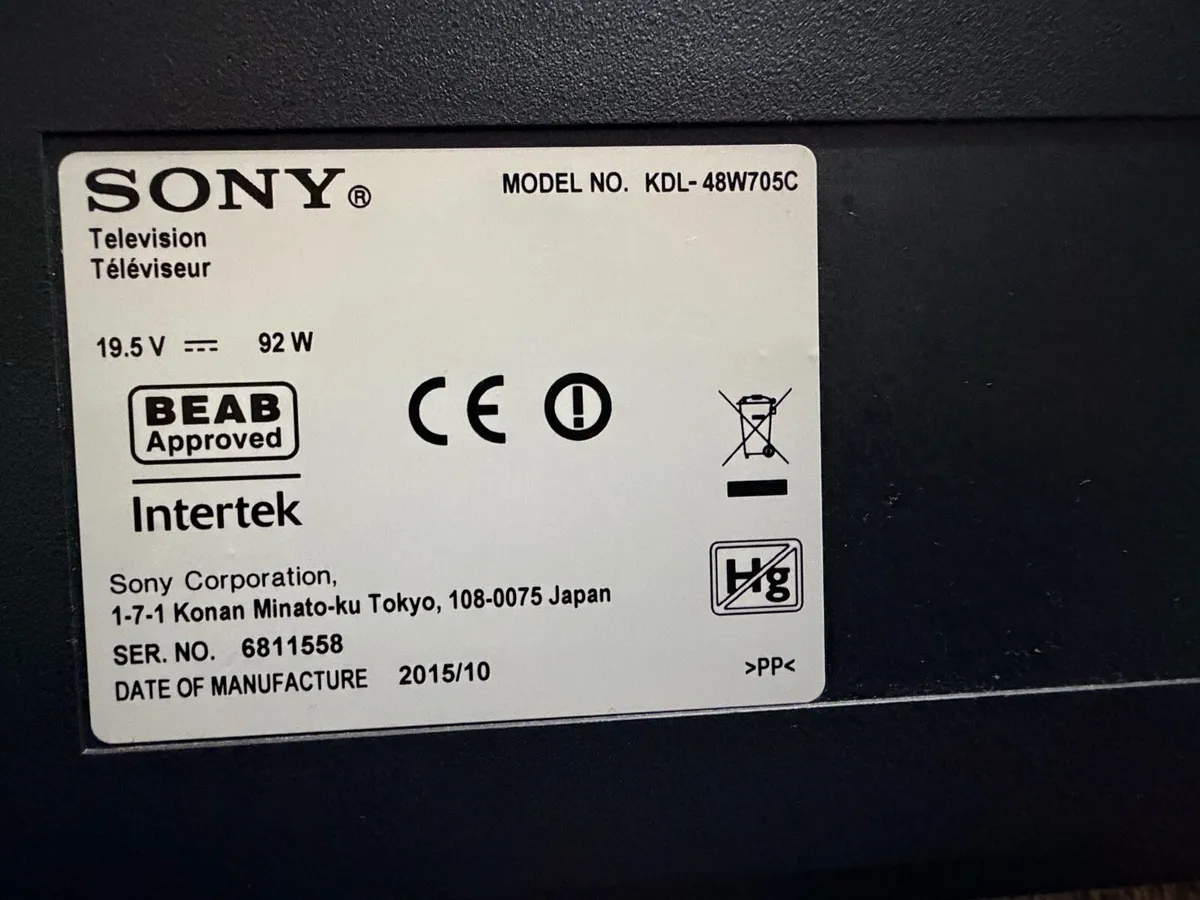 SONY®
MODEL NO. KDL-48W705C
Television
Téléviseur
19.5 V ⎓ 92 W
BEAB
Approved
Intertek
CE
Hg
Sony Corporation,
1-7-1 Konan Minato-ku Tokyo, 108-0075 Japan
SER. NO. 6811558
DATE OF MANUFACTURE 2015/10
>PP<